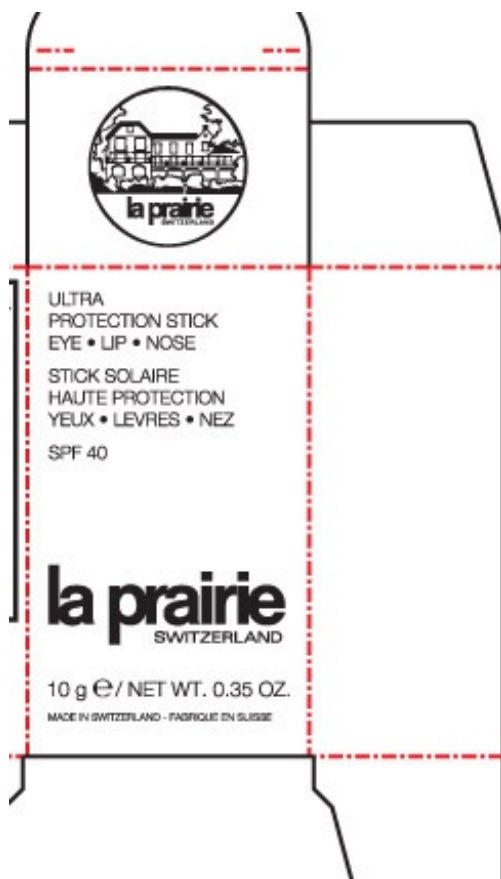 la prairie
SWITZERLAND
ULTRA
PROTECTION STICK
EYE • LIP • NOSE
STICK SOLAIRE
HAUTE PROTECTION
YEUX • LEVRES • NEZ
SPF 40
la prairie
SWITZERLAND
10 g ℮/ NET WT. 0.35 OZ.
MADE IN SWITZERLAND - FABRIQUE EN SUISSE